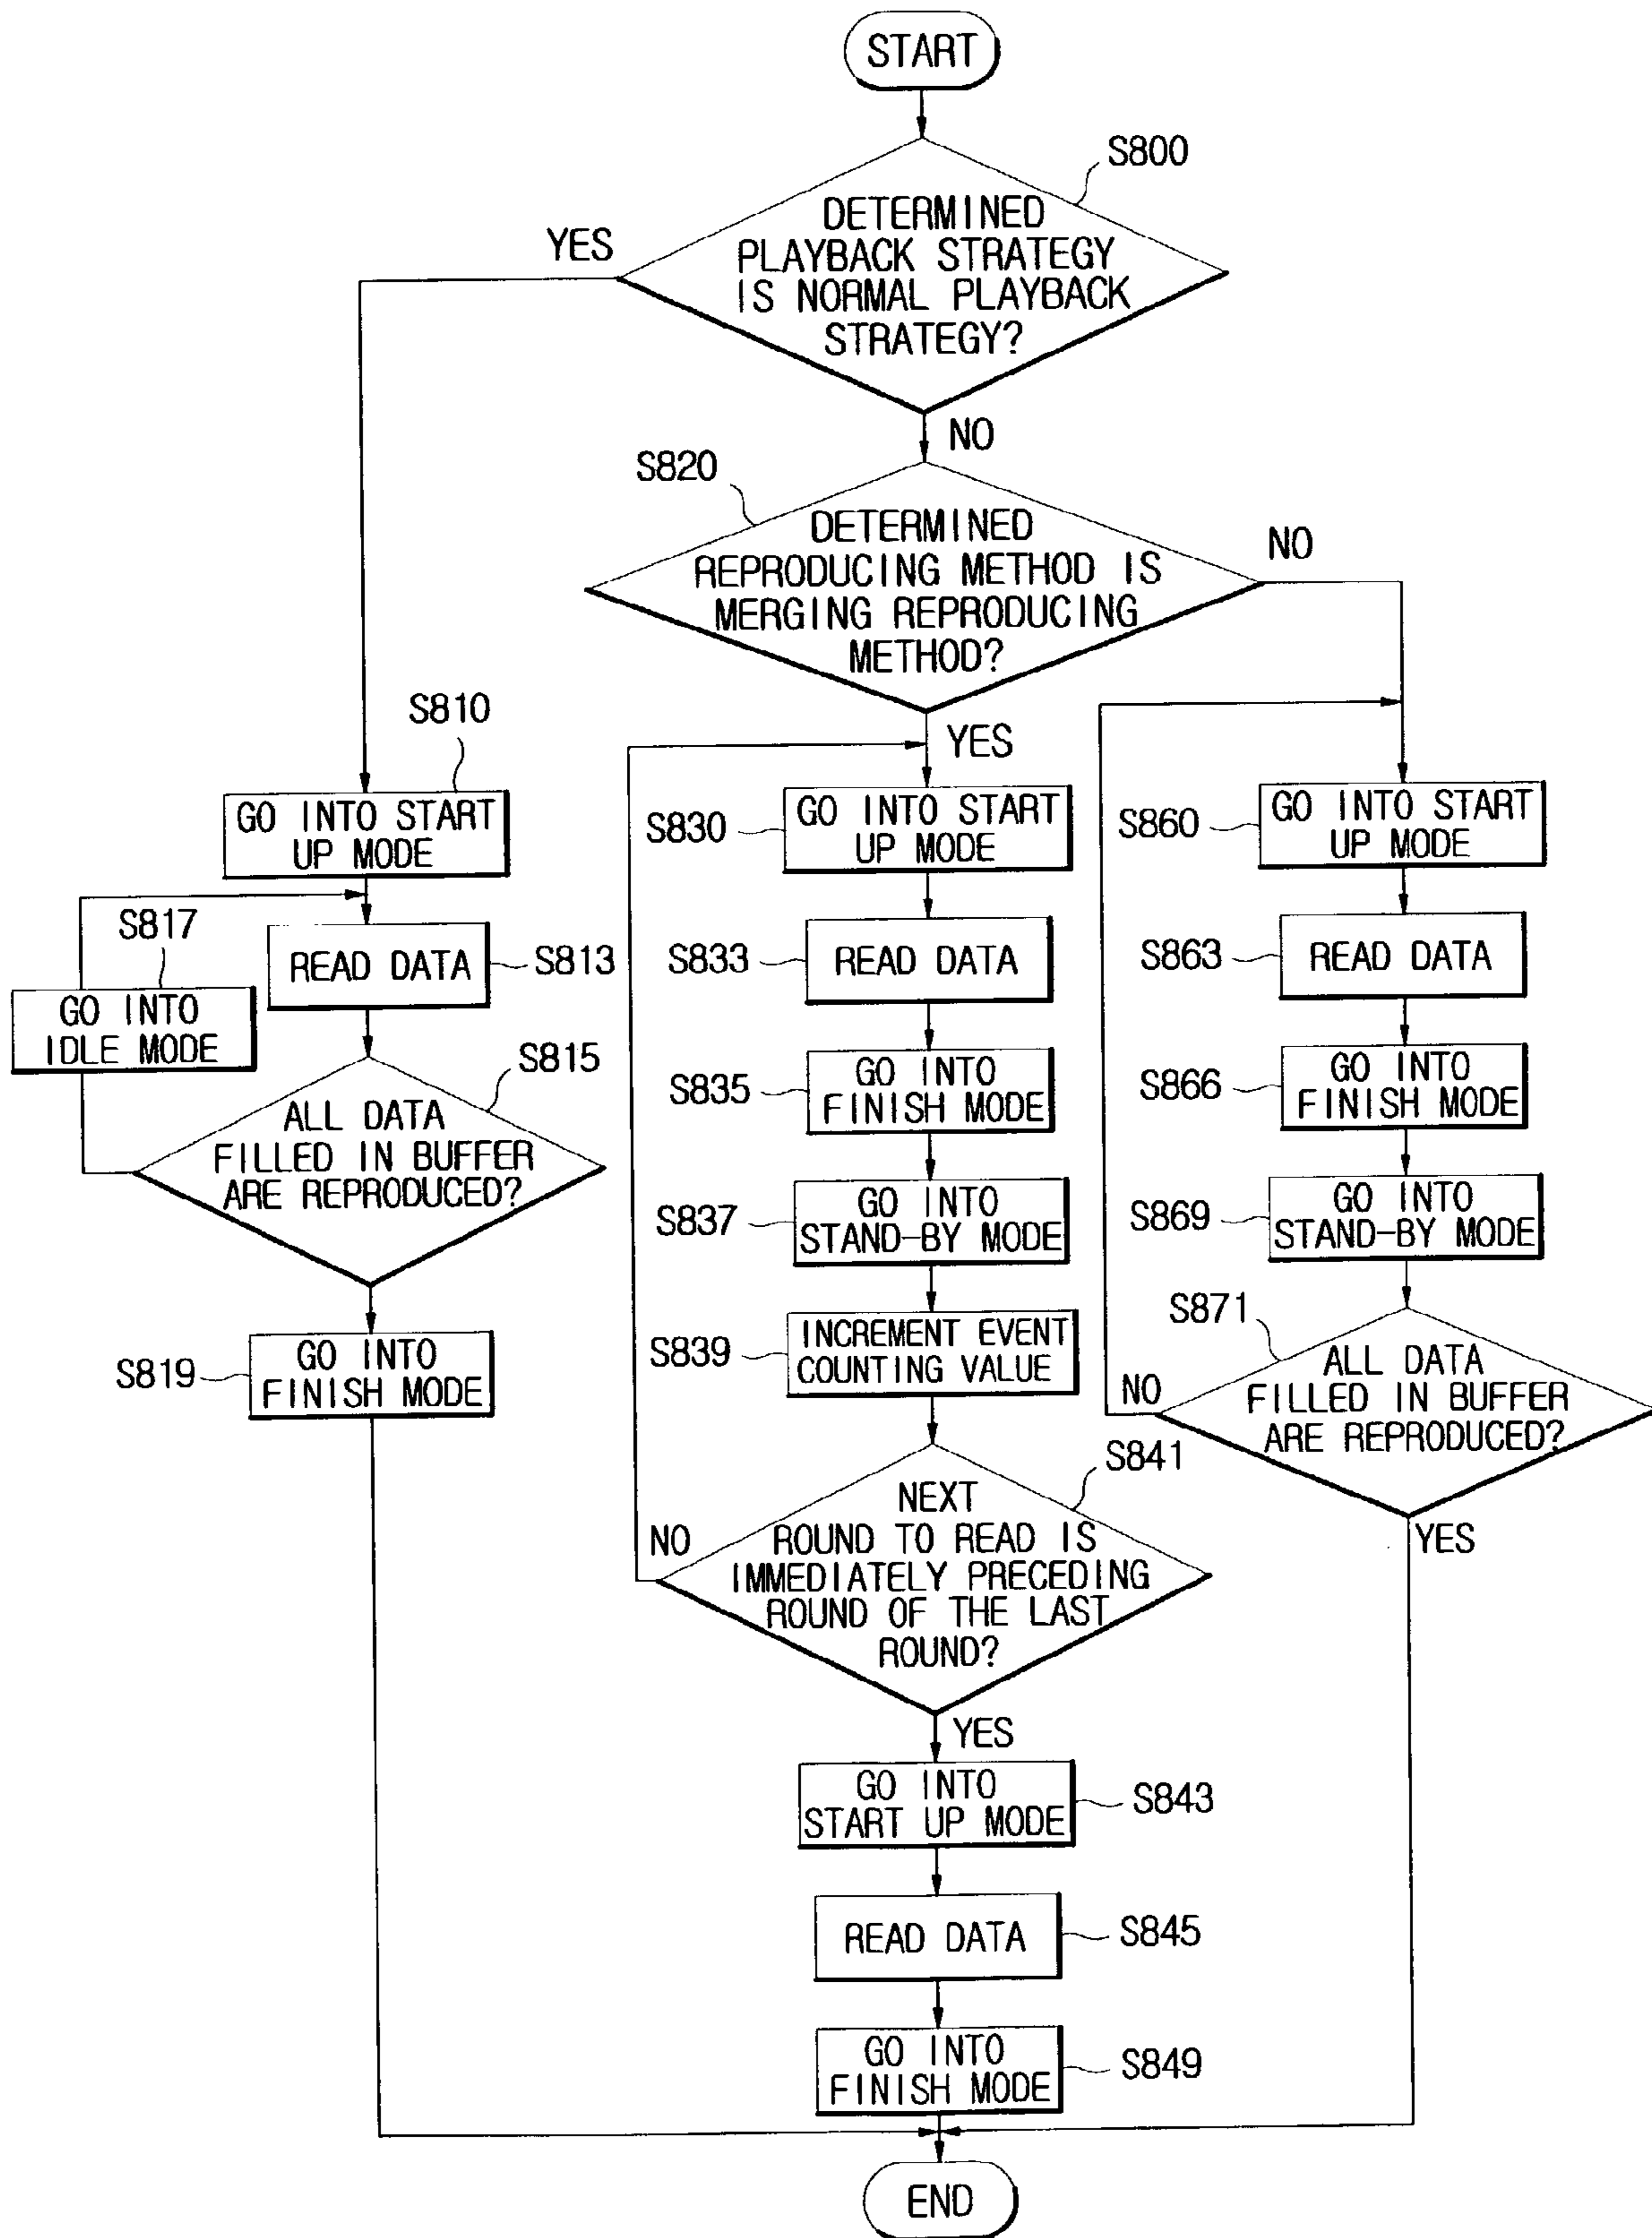 START
S800
DETERMINED
PLAYBACK STRATEGY
IS NORMAL PLAYBACK
STRATEGY?
YES
NO
S820
DETERMINED
REPRODUCING METHOD IS
MERGING REPRODUCING
METHOD?
NO
YES
S810
GO INTO START
UP MODE
S830
GO INTO START
UP MODE
S860
GO INTO START
UP MODE
S817
GO INTO
IDLE MODE
READ DATA
S813
S833
READ DATA
S863
READ DATA
S815
ALL DATA
FILLED IN BUFFER
ARE REPRODUCED?
S835
GO INTO
FINISH MODE
S866
GO INTO
FINISH MODE
S837
GO INTO
STAND-BY MODE
S869
GO INTO
STAND-BY MODE
S819
GO INTO
FINISH MODE
S839
INCREMENT EVENT
COUNTING VALUE
S871
ALL DATA
FILLED IN BUFFER
ARE REPRODUCED?
NO
YES
S841
NEXT
ROUND TO READ IS
IMMEDIATELY PRECEDING
ROUND OF THE LAST
ROUND?
NO
YES
GO INTO
START UP MODE
S843
READ DATA
S845
GO INTO
FINISH MODE
S849
END